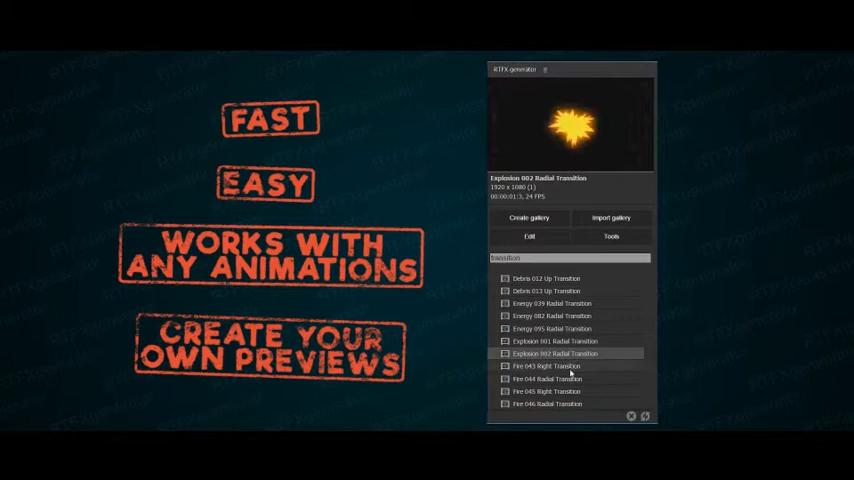 FAST
EASY
WORKS WITH
ANY ANIMATIONS
CREATE YOUR
OWN PREVIEWS
RTFX-generator
Explosion 002 Radial Transition
1920 x 1080 (1)
00:00:01:3, 24 FPS
Create gallery
Import gallery
Edit
Tools
transition
Debris 012 Up Transition
Debris 013 Up Transition
Energy 039 Radial Transition
Energy 082 Radial Transition
Energy 095 Radial Transition
Explosion 001 Radial Transition
Explosion 002 Radial Transition
Fire 043 Right Transition
Fire 044 Radial Transition
Fire 045 Right Transition
Fire 046 Radial Transition